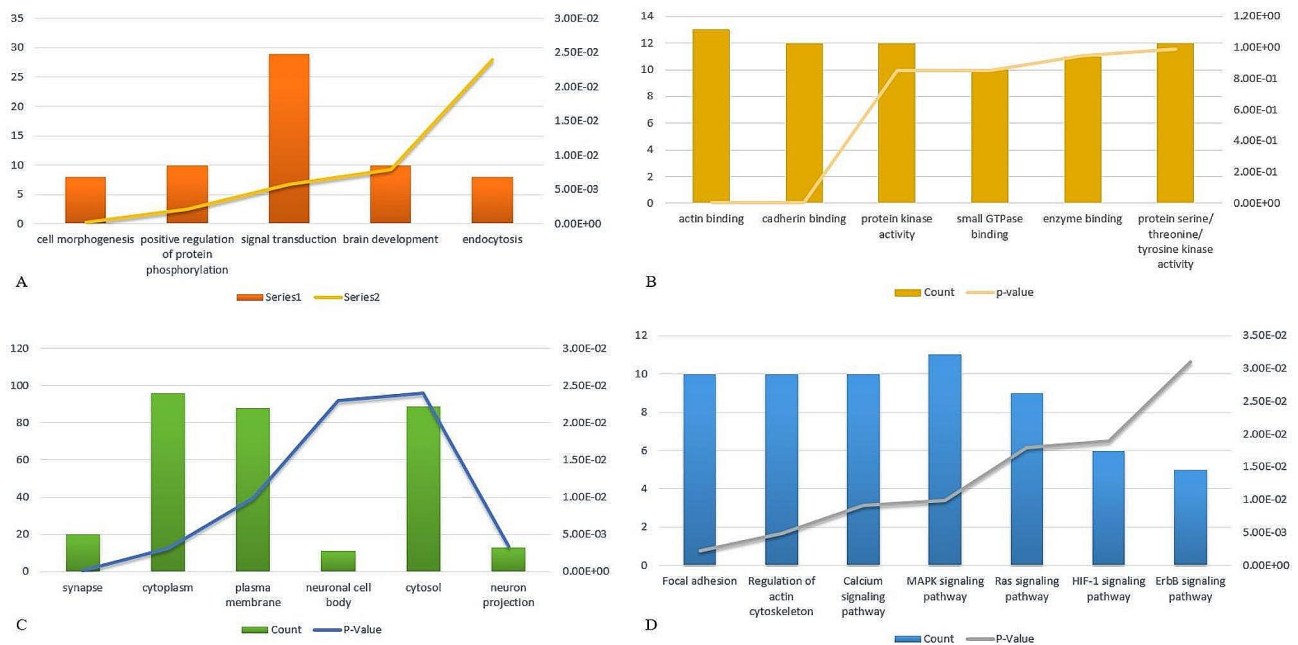 35
30
25
20
15
10
5
0
3.00E-02
2.50E-02
2.00E-02
1.50E-02
1.00E-02
5.00E-03
0.00E+00
cell morphogenesis
positive regulation
of protein
phosphorylation
signal transduction
brain development
endocytosis
A
Series1
Series2
14
12
10
8
6
4
2
0
1.20E+00
1.00E+00
8.00E-01
6.00E-01
4.00E-01
2.00E-01
0.00E+00
actin binding
cadherin binding
protein kinase
activity
small GTPase
binding
enzyme binding
protein serine/
threonine/
tyrosine kinase
activity
B
Count
p-value
120
100
80
60
40
20
0
3.00E-02
2.50E-02
2.00E-02
1.50E-02
1.00E-02
5.00E-03
0.00E+00
synapse
cytoplasm
plasma
membrane
neuronal cell
body
cytosol
neuron
projection
C
Count
P-Value
12
10
8
6
4
2
0
3.50E-02
3.00E-02
2.50E-02
2.00E-02
1.50E-02
1.00E-02
5.00E-03
0.00E+00
Focal adhesion
Regulation of
actin
cytoskeleton
Calcium
signaling
pathway
MAPK signaling
pathway
Ras signaling
pathway
HIF-1 signaling
pathway
ErbB signaling
pathway
D
Count
P-Value